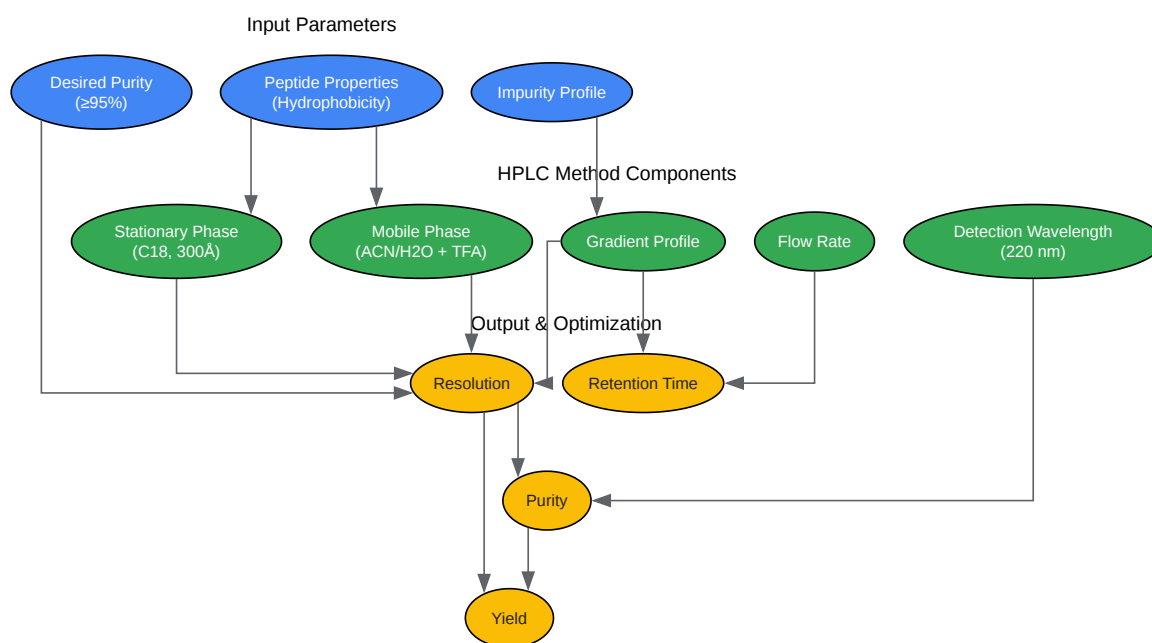 Input Parameters
Desired Purity
(≥95%)
Peptide Properties
(Hydrophobicity)
Impurity Profile
HPLC Method Components
Stationary Phase
(C18, 300Å)
Mobile Phase
(ACN/H2O + TFA)
Gradient Profile
Flow Rate
Detection Wavelength
(220 nm)
Output & Optimization
Resolution
Retention Time
Purity
Yield